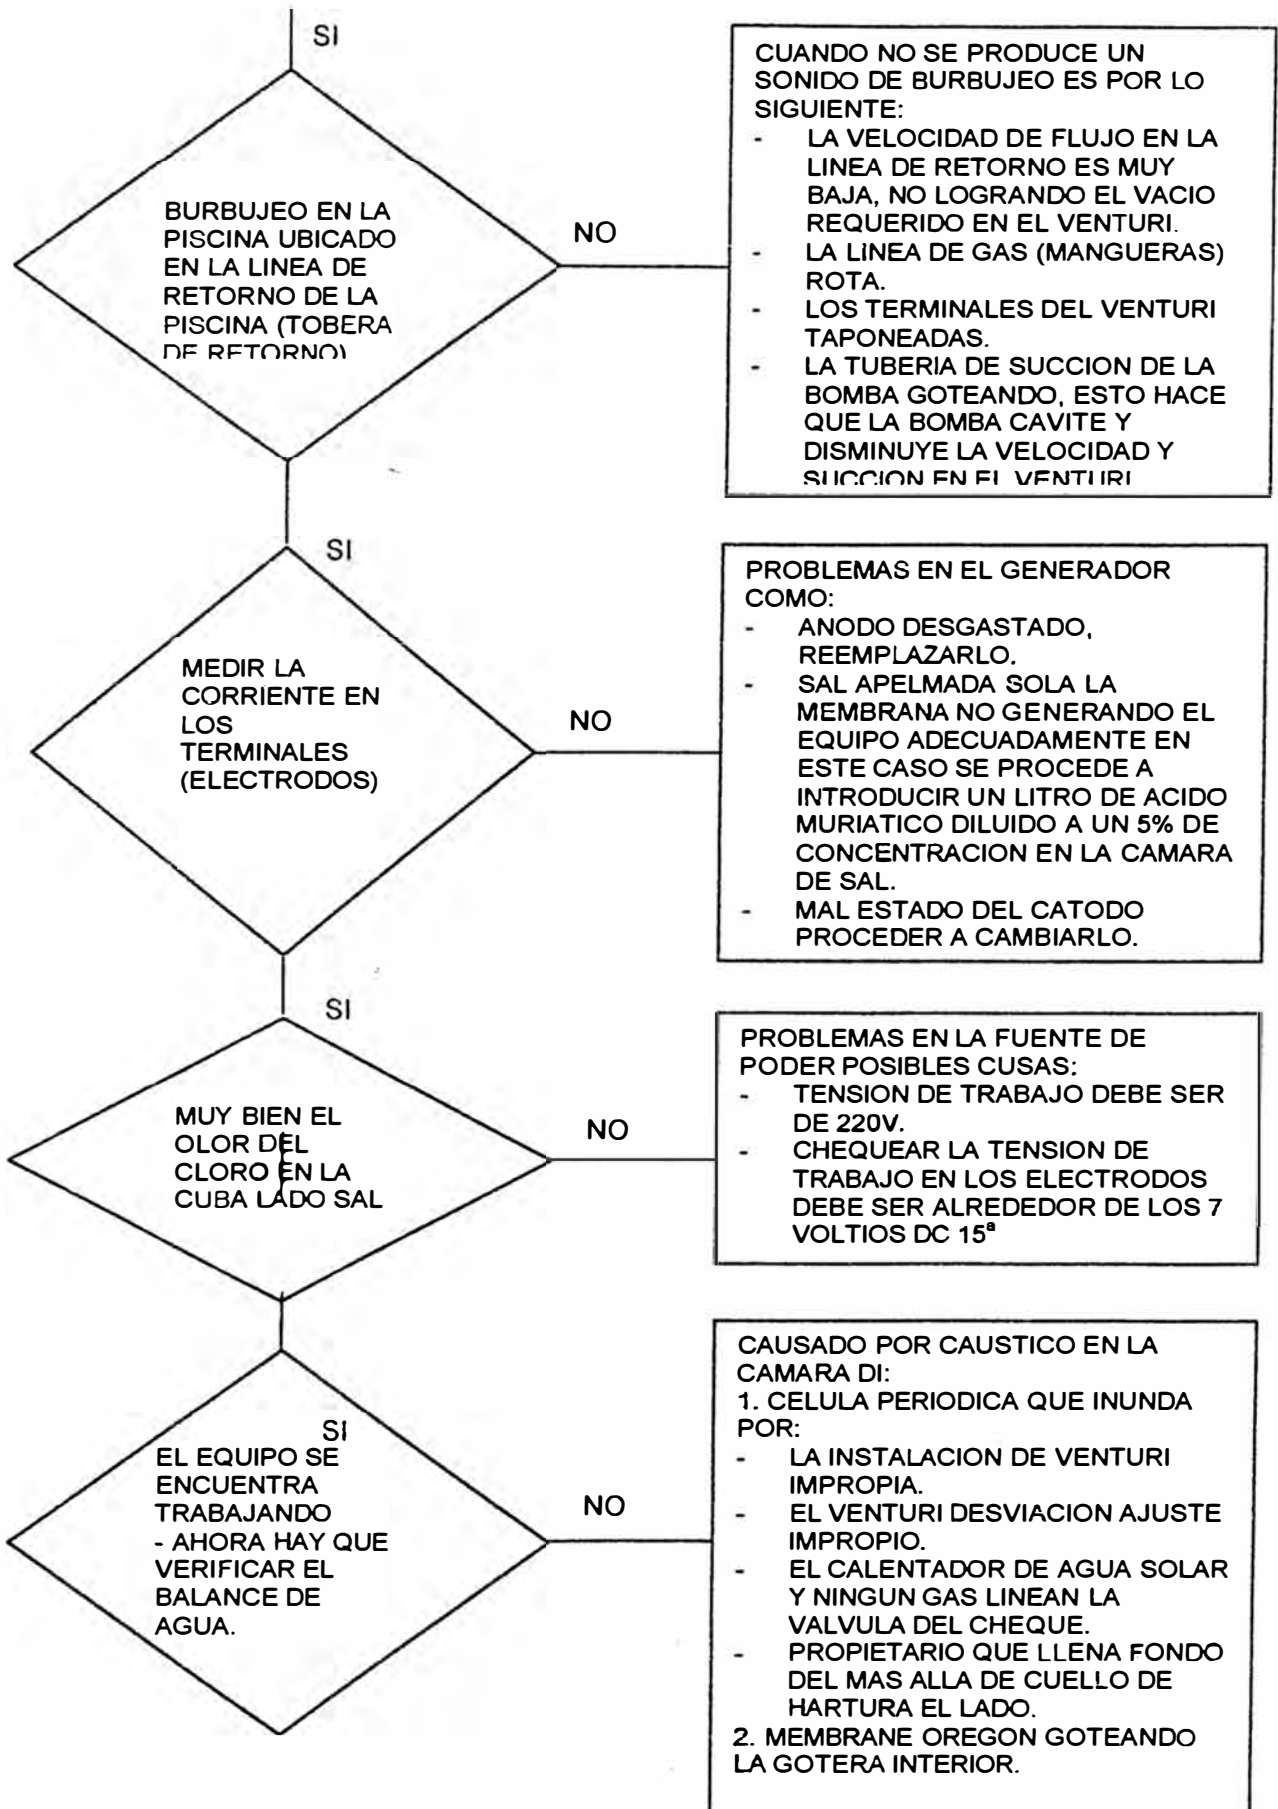 SI
BURBUJEO EN LA
PISCINA UBICADO
EN LA LINEA DE
RETORNO DE LA
PISCINA (TOBERA
DE RETORNO)
NO
CUANDO NO SE PRODUCE UN
SONIDO DE BURBUJEO ES POR LO
SIGUIENTE:
- LA VELOCIDAD DE FLUJO EN LA
LINEA DE RETORNO ES MUY
BAJA, NO LOGRANDO EL VACIO
REQUERIDO EN EL VENTURI.
- LA LINEA DE GAS (MANGUERAS)
ROTA.
- LOS TERMINALES DEL VENTURI
TAPONEADAS.
- LA TUBERIA DE SUCCION DE LA
BOMBA GOTEANDO, ESTO HACE
QUE LA BOMBA CAVITE Y
DISMINUYE LA VELOCIDAD Y
SUCCION EN EL VENTURI
SI
MEDIR LA
CORRIENTE EN
LOS
TERMINALES
(ELECTRODOS)
NO
PROBLEMAS EN EL GENERADOR
COMO:
- ANODO DESGASTADO,
REEMPLAZARLO.
- SAL APELMADA SOLA LA
MEMBRANA NO GENERANDO EL
EQUIPO ADECUADAMENTE EN
ESTE CASO SE PROCEDE A
INTRODUCIR UN LITRO DE ACIDO
MURIATICO DILUIDO A UN 5% DE
CONCENTRACION EN LA CAMARA
DE SAL.
- MAL ESTADO DEL CATODO
PROCEDER A CAMBIARLO.
SI
MUY BIEN EL
OLOR DEL
CLORO EN LA
CUBA LADO SAL
NO
PROBLEMAS EN LA FUENTE DE
PODER POSIBLES CUSAS:
- TENSION DE TRABAJO DEBE SER
DE 220V.
- CHEQUEAR LA TENSION DE
TRABAJO EN LOS ELECTRODOS
DEBE SER ALREDEDOR DE LOS 7
VOLTIOS DC 15ª
SI
EL EQUIPO SE
ENCUENTRA
TRABAJANDO
- AHORA HAY QUE
VERIFICAR EL
BALANCE DE
AGUA.
NO
CAUSADO POR CAUSTICO EN LA
CAMARA DI:
1. CELULA PERIODICA QUE INUNDA
POR:
- LA INSTALACION DE VENTURI
IMPROPIA.
- EL VENTURI DESVIACION AJUSTE
IMPROPIO.
- EL CALENTADOR DE AGUA SOLAR
Y NINGUN GAS LINEAN LA
VALVULA DEL CHEQUE.
- PROPIETARIO QUE LLENA FONDO
DEL MAS ALLA DE CUELLO DE
HARTURA EL LADO.
2. MEMBRANE OREGON GOTEANDO
LA GOTERA INTERIOR.